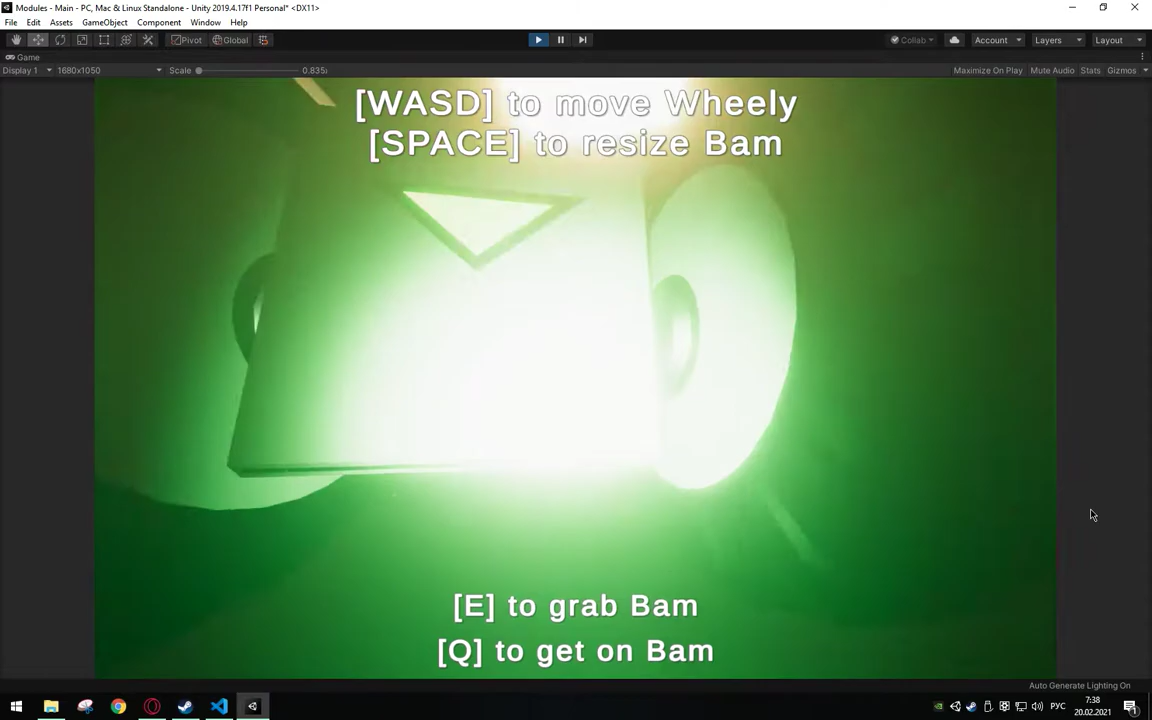 Modules - Main - PC, Mac & Linux Standalone - Unity 2019.4.17f1 Personal* <DX11>
File Edit Assets GameObject Component Window Help
Pivot Global Collab Account Layers Layout
Game
Display 1 1680x1050 Scale 0.835x Maximize On Play Mute Audio Stats Gizmos
[WASD] to move Wheely
[SPACE] to resize Bam
[E] to grab Bam
[Q] to get on Bam
Auto Generate Lighting On
РУС 7:38
20.02.2021